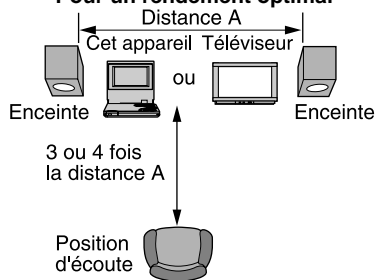 Pour un rendement optimal
Distance A
Cet appareil Téléviseur
ou
Enceinte
Enceinte
3 ou 4 fois
la distance A
Position
d'écoute